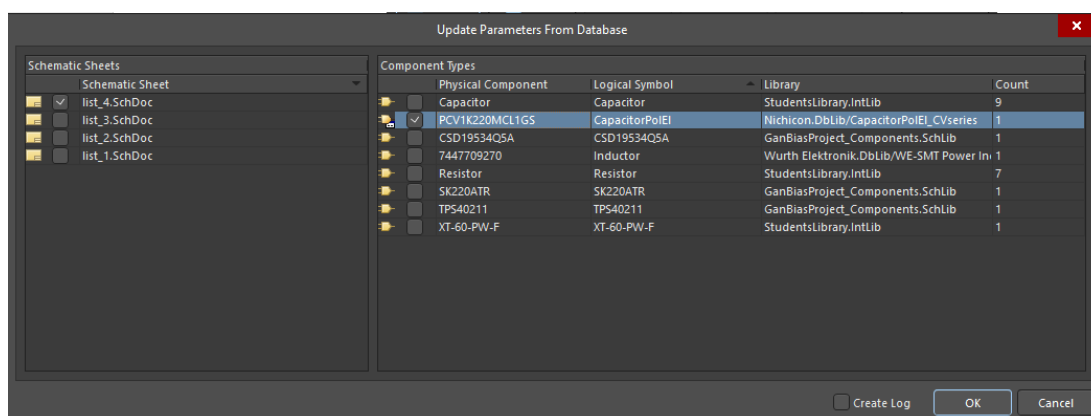 Update Parameters From Database
Schematic Sheets
Schematic Sheet
list_4.SchDoc
list_3.SchDoc
list_2.SchDoc
list_1.SchDoc
Component Types
Physical Component Logical Symbol Library Count
Capacitor Capacitor StudentsLibrary.IntLib 9
PCV1K220MCL1GS CapacitorPolEl Nichicon.DbLib/CapacitorPolEl_CVseries 1
CSD19534Q5A CSD19534Q5A GanBiasProject_Components.SchLib 1
7447709270 Inductor Wurth Elektronik.DbLib/WE-SMT Power In 1
Resistor Resistor StudentsLibrary.IntLib 7
SK220ATR SK220ATR GanBiasProject_Components.SchLib 1
TPS40211 TPS40211 GanBiasProject_Components.SchLib 1
XT-60-PW-F XT-60-PW-F StudentsLibrary.IntLib 1
Create Log OK Cancel